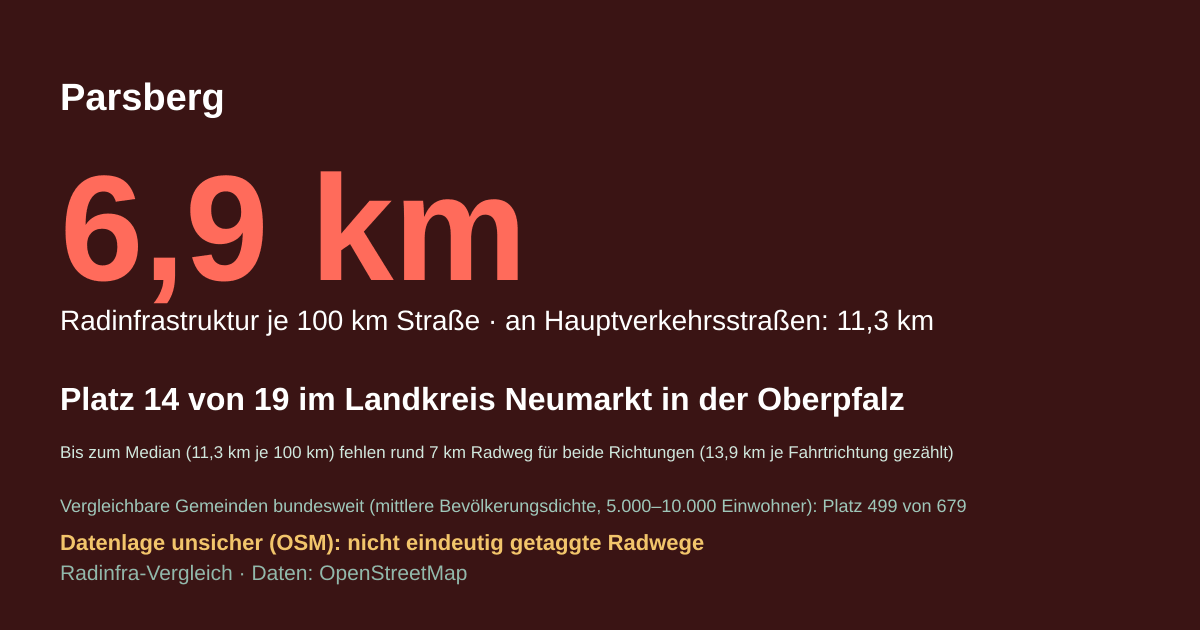 Parsberg
6,9 km
Radinfrastruktur je 100 km Straße · an Hauptverkehrsstraßen: 11,3 km
Platz 14 von 19 im Landkreis Neumarkt in der Oberpfalz
Bis zum Median (11,3 km je 100 km) fehlen rund 7 km Radweg für beide Richtungen (13,9 km je Fahrtrichtung gezählt)
Vergleichbare Gemeinden bundesweit (mittlere Bevölkerungsdichte, 5.000–10.000 Einwohner): Platz 499 von 679
Datenlage unsicher (OSM): nicht eindeutig getaggte Radwege
Radinfra-Vergleich · Daten: OpenStreetMap